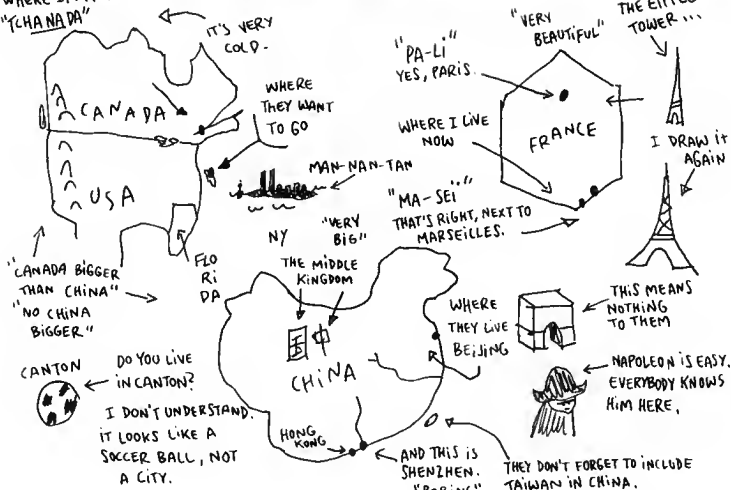 "TCHANADA"
IT'S VERY
COLD.
CANADA
WHERE
THEY WANT
TO GO
USA
MAN-NAN-TAN
NY
FLO
RI
DA
"CANADA BIGGER
THAN CHINA"
"NO CHINA
BIGGER"
"VERY
BEAUTIFUL"
TOWER...
"PA-LI"
YES, PARIS.
FRANCE
WHERE I LIVE
NOW
"MA-SEI"
THAT'S RIGHT, NEXT TO
MARSEILLES.
I DRAW IT
AGAIN
"VERY
BIG"
THE MIDDLE
KINGDOM
国中
CHINA
WHERE
THEY LIVE
BEIJING
THIS MEANS
NOTHING
TO THEM
NAPOLEON IS EASY.
EVERYBODY KNOWS
HIM HERE.
CANTON
DO YOU LIVE
IN CANTON?
I DON'T UNDERSTAND.
IT LOOKS LIKE A
SOCCER BALL, NOT
A CITY.
HONG
KONG
AND THIS IS
SHENZHEN.
THEY DON'T FORGET TO INCLUDE
TAIWAN IN CHINA.